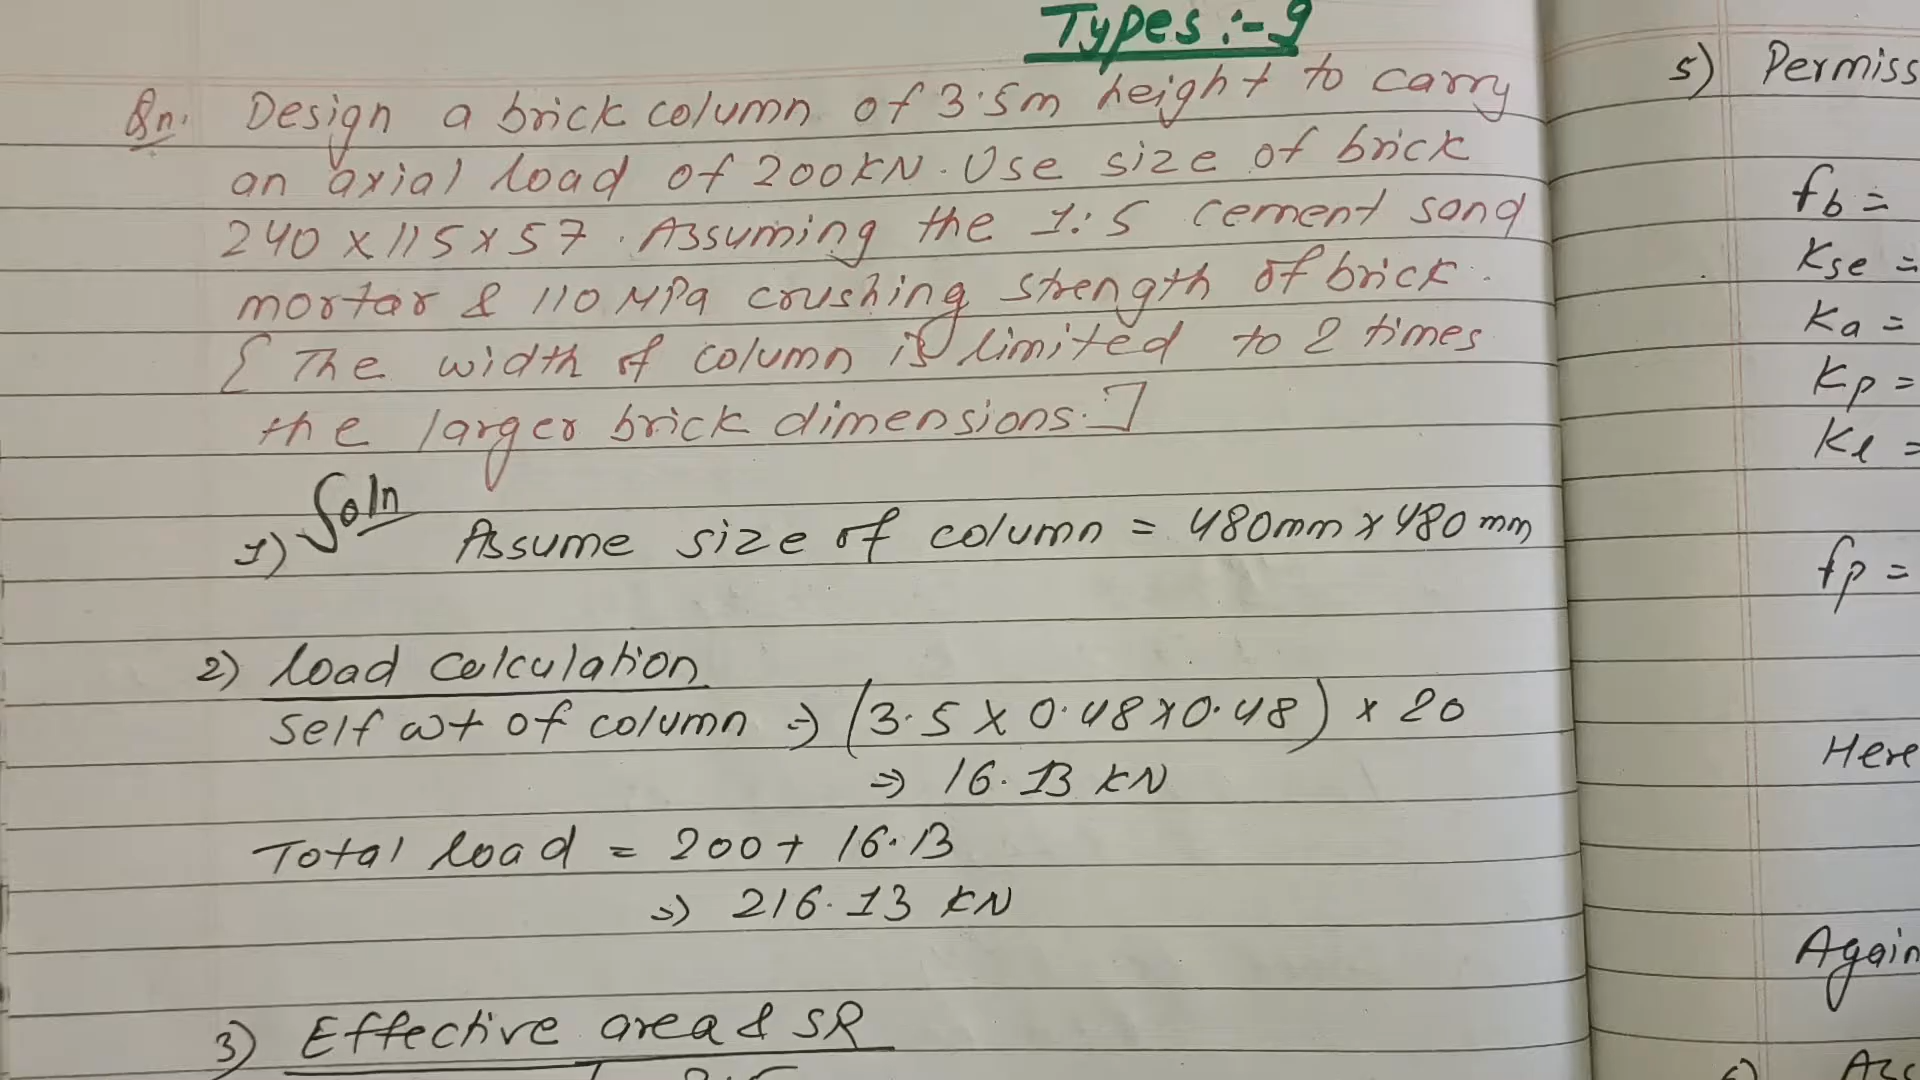 Types :- 9
Qn. Design a brick column of 3.5m height to carry
an axial load of 200KN. Use size of brick
240 x 115 x 57. Assuming the 1:5 cement sand
mortar & 110 MPa crushing strength of brick.
[ The width of column is limited to 2 times
the larger brick dimensions. ]
Soln
1) Assume size of column = 480mm x 480 mm
2) load calculation
Self wt of column => (3.5 x 0.48 x 0.48) x 20
=> 16.13 KN
Total load = 200 + 16.13
=> 216.13 KN
3) Effective area & SR
5) Permiss
fb =
Kse =
Ka =
Kp =
Kl =
fp =
Here
Again